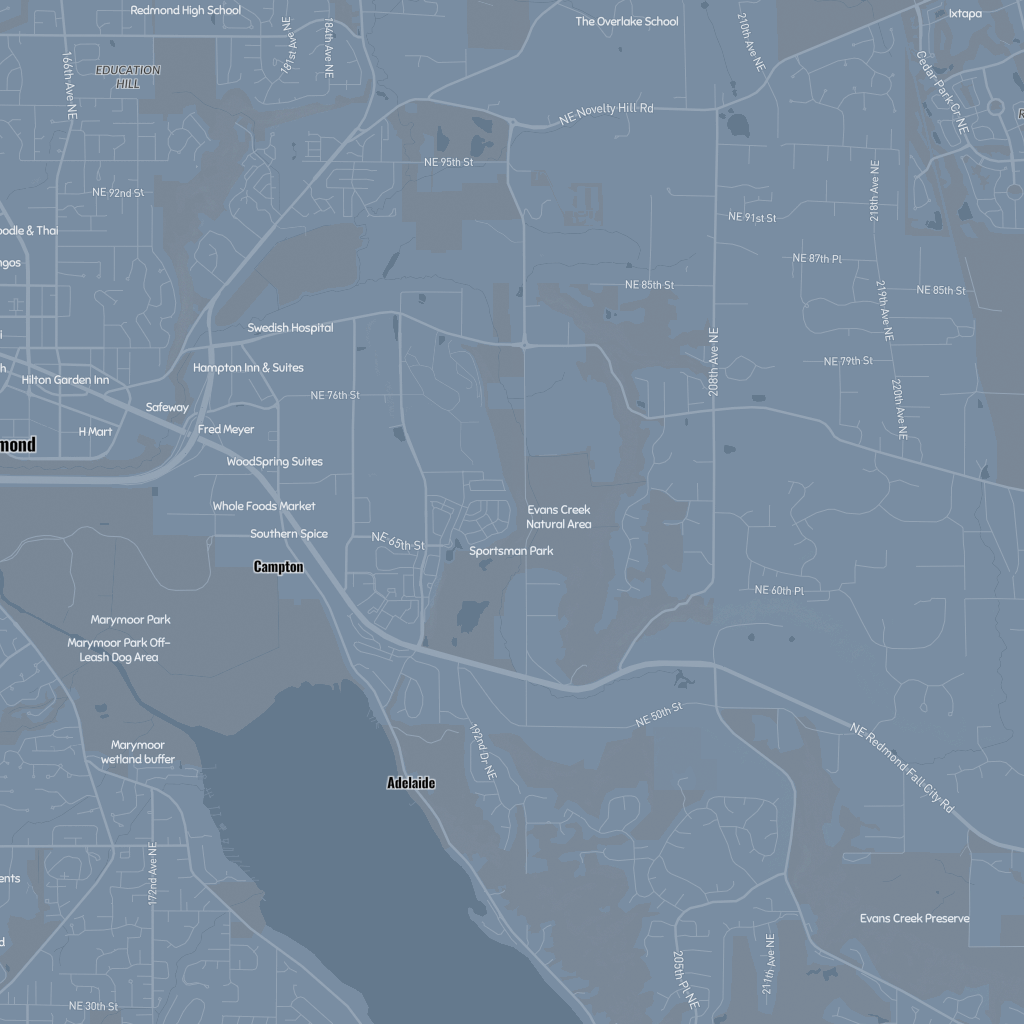 Redmond High School
The Overlake School
Ixtapa
181st Ave NE
184th Ave NE
210th Ave NE
166th Ave NE
EDUCATION
HILL
Cedar Park Cr NE
NE Novelty Hill Rd
NE 95th St
NE 92nd St
218th Ave NE
NE 91st St
oodle & Thai
ngos
NE 87th Pl
NE 85th St
NE 85th St
219th Ave NE
Swedish Hospital
208th Ave NE
NE 79th St
Hampton Inn & Suites
Hilton Garden Inn
NE 76th St
220th Ave NE
Safeway
Fred Meyer
H Mart
mond
WoodSpring Suites
Whole Foods Market
Evans Creek
Natural Area
Southern Spice
NE 65th St
Sportsman Park
Campton
NE 60th Pl
Marymoor Park
Marymoor Park Off-
Leash Dog Area
NE 50th St
192nd Dr NE
NE Redmond Fall City Rd
Marymoor
wetland buffer
Adelaide
172nd Ave NE
ents
Evans Creek Preserve
d
205th Pl NE
211th Ave NE
NE 30th St